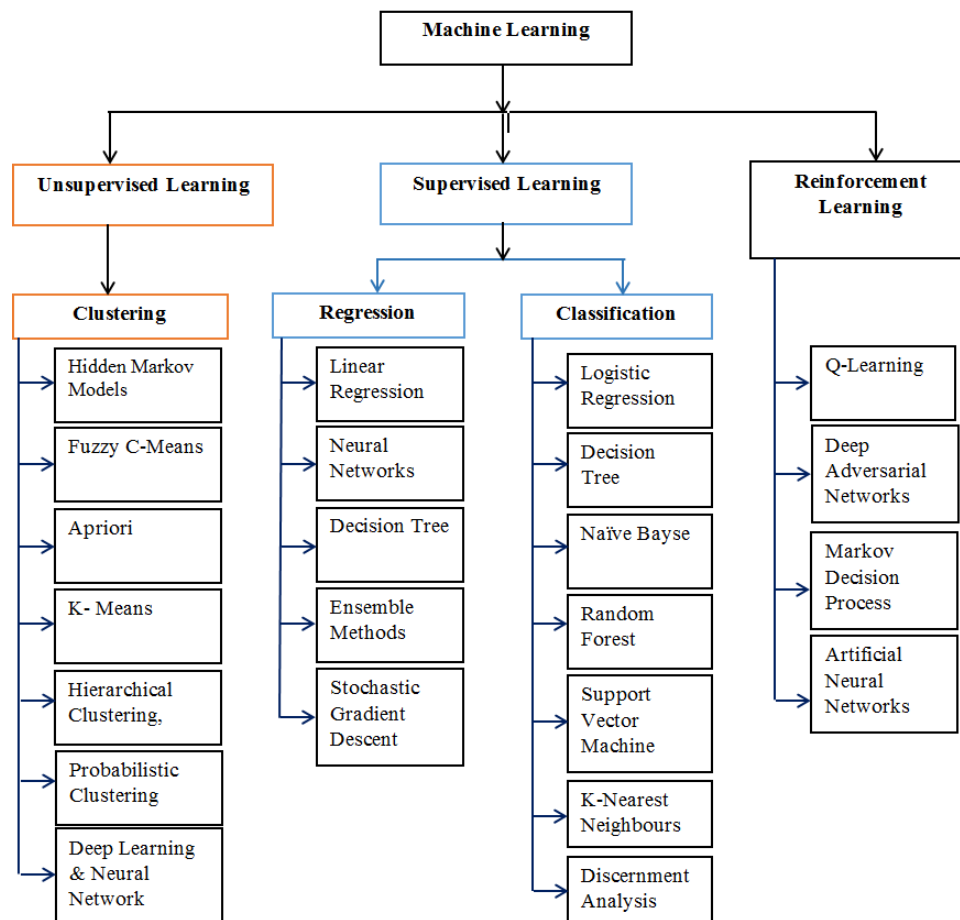 Machine Learning
Unsupervised Learning
Supervised Learning
Reinforcement
Learning
Clustering
Hidden Markov
Models
Fuzzy C-Means
Apriori
K- Means
Hierarchical
Clustering,
Probabilistic
Clustering
Deep Learning
& Neural
Network
Regression
Linear
Regression
Neural
Networks
Decision Tree
Ensemble
Methods
Stochastic
Gradient
Descent
Classification
Logistic
Regression
Decision
Tree
Naïve Bayse
Random
Forest
Support
Vector
Machine
K-Nearest
Neighbours
Discernment
Analysis
Q-Learning
Deep
Adversarial
Networks
Markov
Decision
Process
Artificial
Neural
Networks